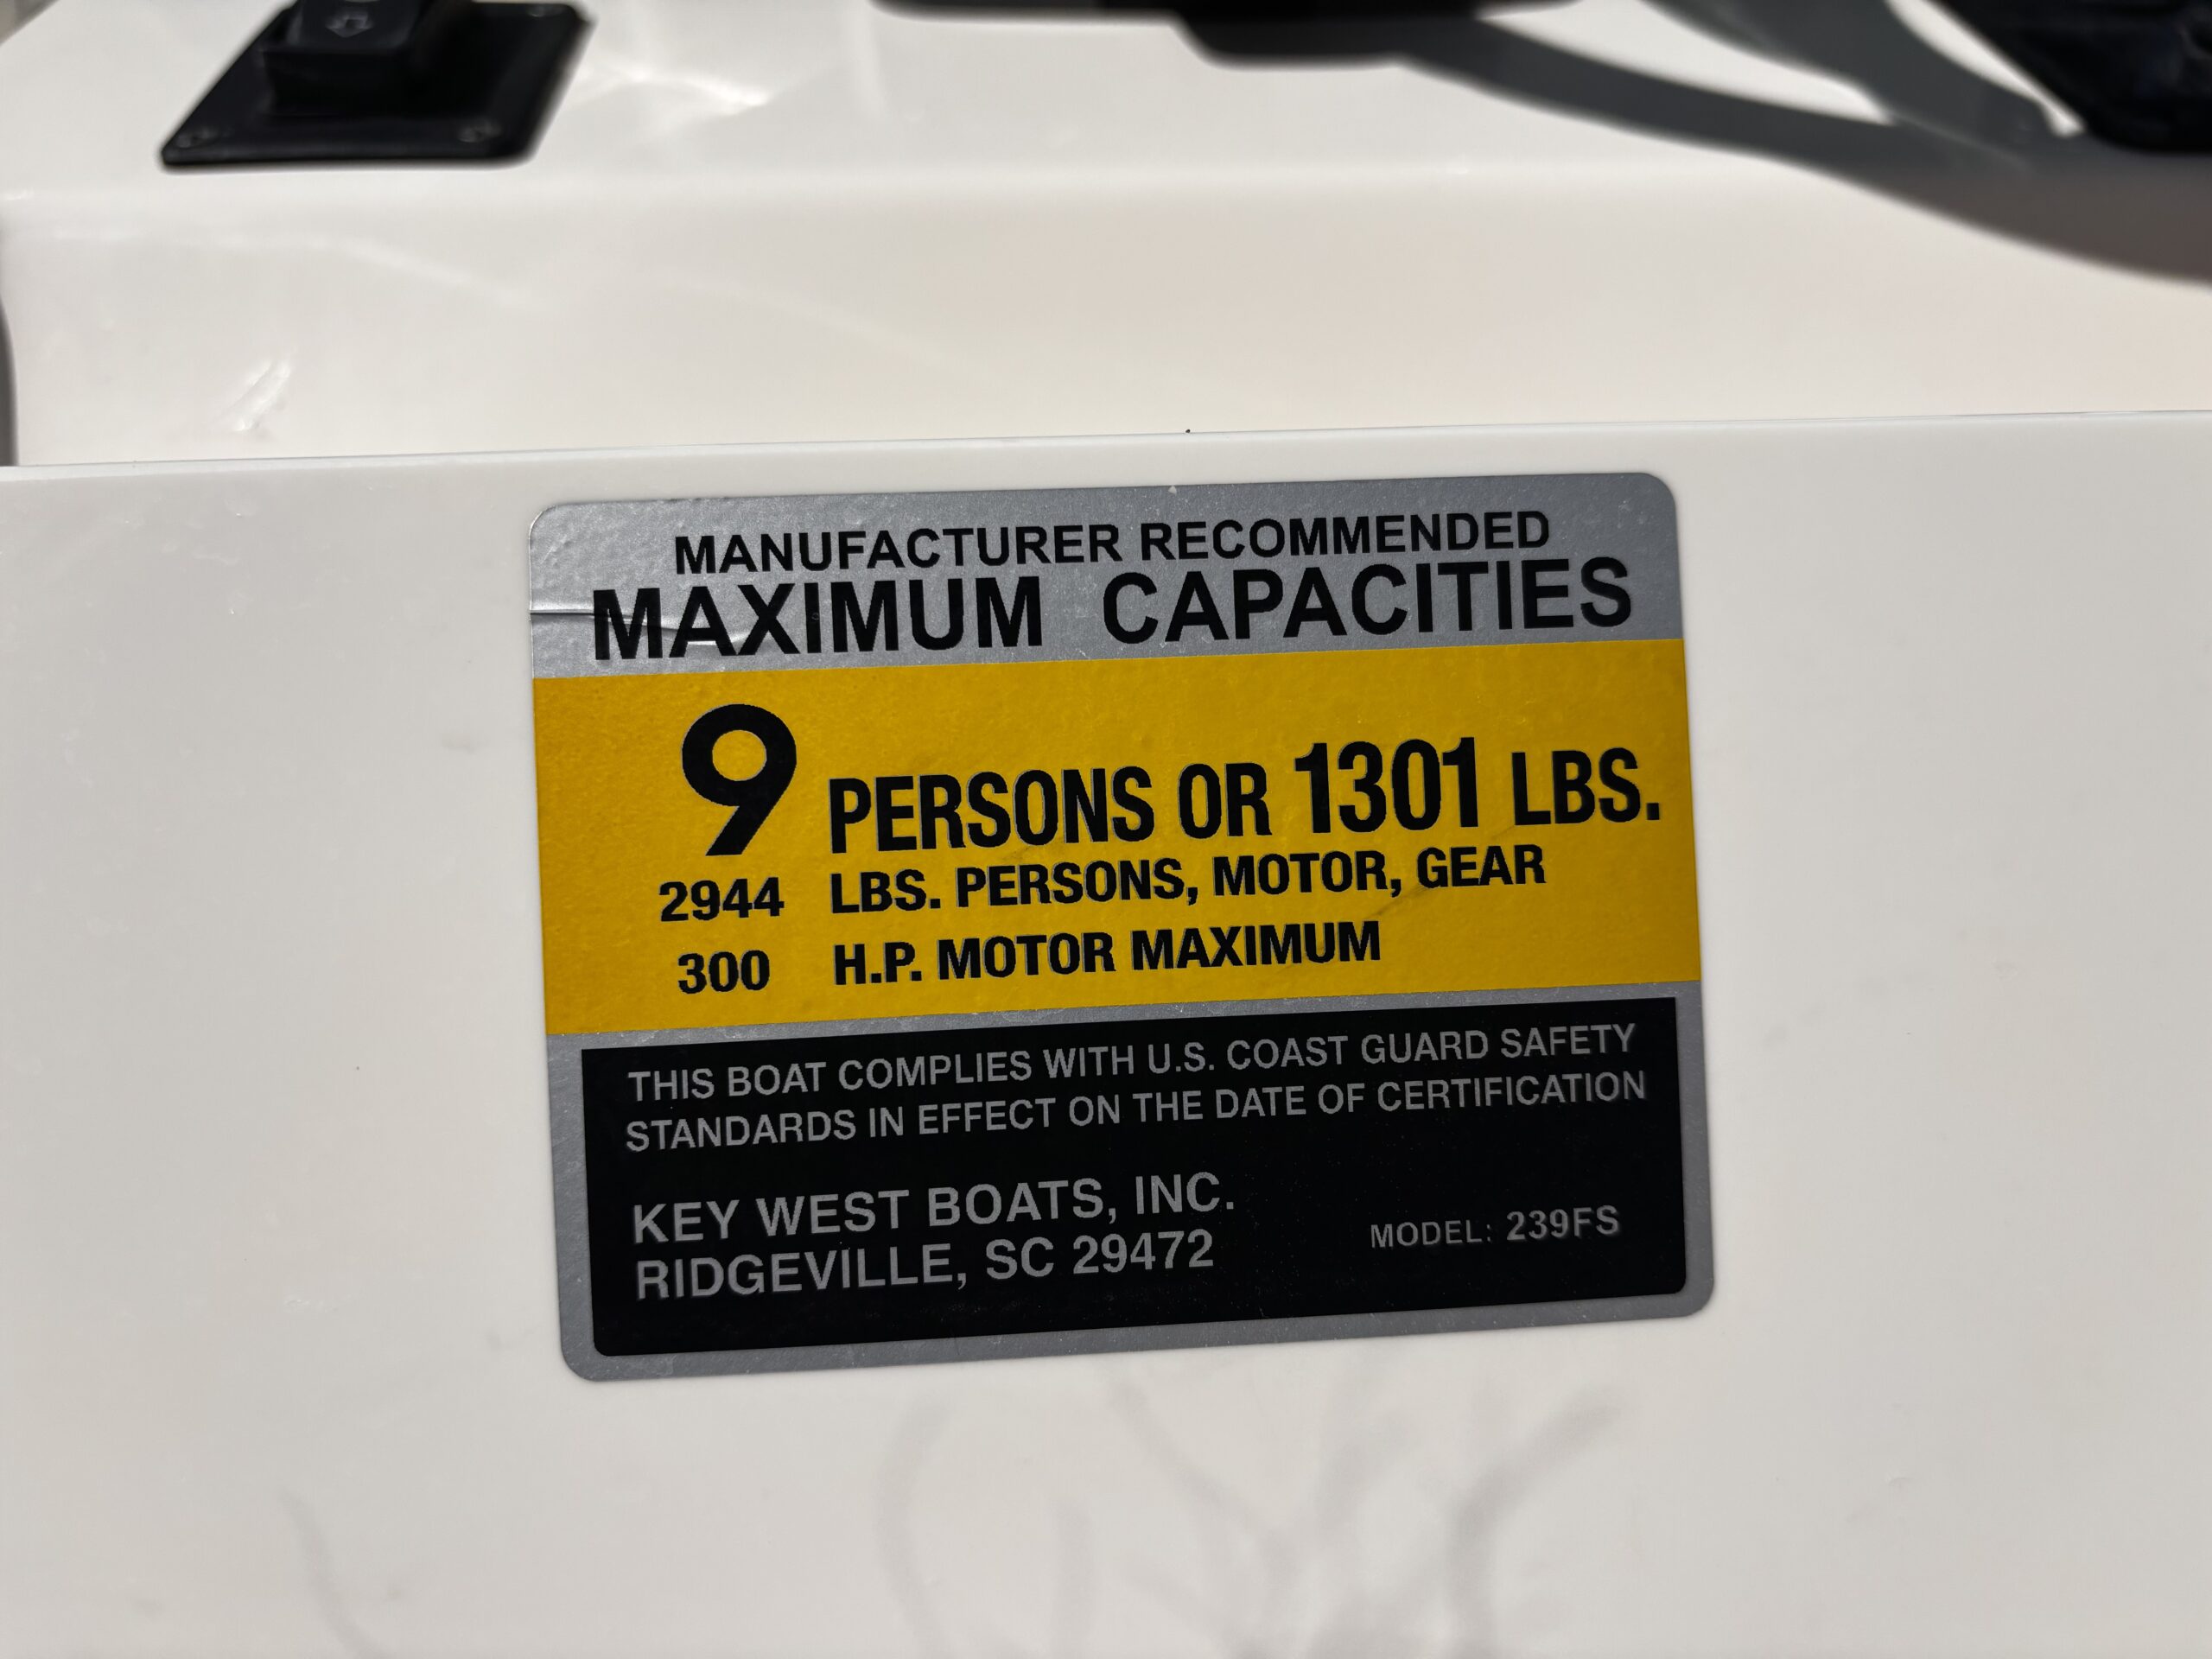 MANUFACTURER RECOMMENDED
MAXIMUM CAPACITIES
9 PERSONS OR 1301 LBS.
2944 LBS. PERSONS, MOTOR, GEAR
300 H.P. MOTOR MAXIMUM
THIS BOAT COMPLIES WITH U.S. COAST GUARD SAFETY
STANDARDS IN EFFECT ON THE DATE OF CERTIFICATION
KEY WEST BOATS, INC.
RIDGEVILLE, SC 29472
MODEL: 239FS